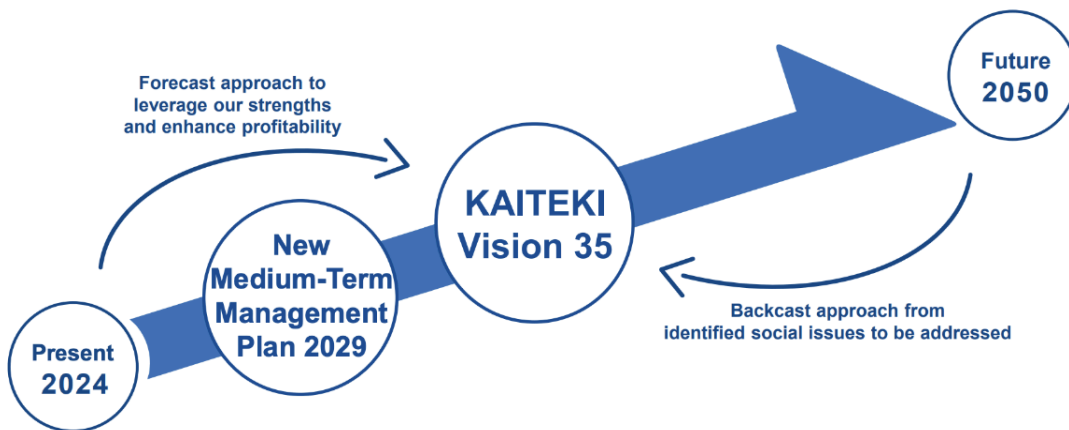 Forecast approach to
leverage our strengths
and enhance profitability
Future
2050
KAITEKI
Vision 35
New
Medium-Term
Management
Plan 2029
Backcast approach from
identified social issues to be addressed
Present
2024